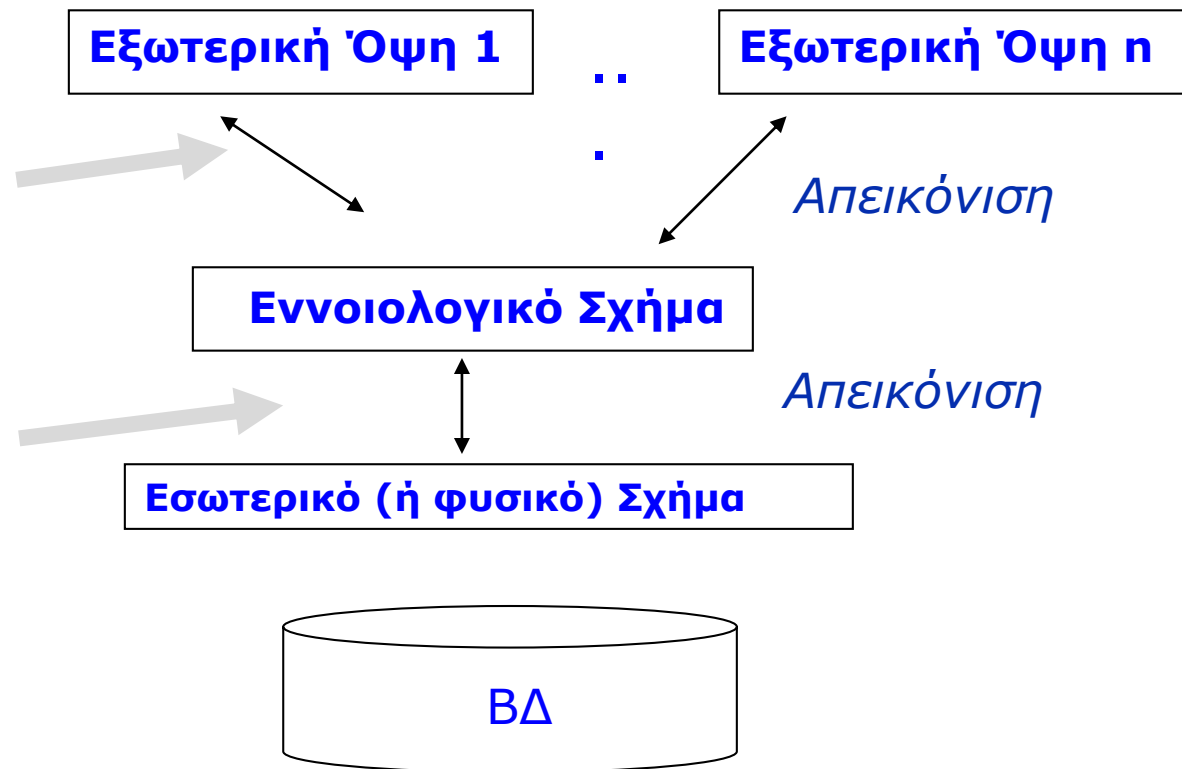 Εξωτερική Όψη 1
...
Εξωτερική Όψη n
Απεικόνιση
Εννοιολογικό Σχήμα
Απεικόνιση
Εσωτερικό (ή φυσικό) Σχήμα
ΒΔ